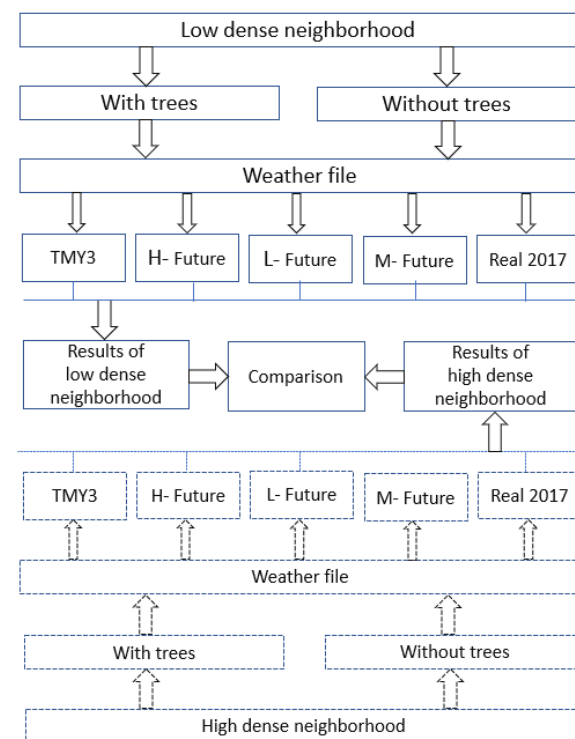 Low dense neighborhood
With trees
Without trees
Weather file
TMY3
H- Future
L- Future
M- Future
Real 2017
Results of
low dense
neighborhood
Comparison
Results of
high dense
neighborhood
TMY3
H- Future
L- Future
M- Future
Real 2017
Weather file
With trees
Without trees
High dense neighborhood